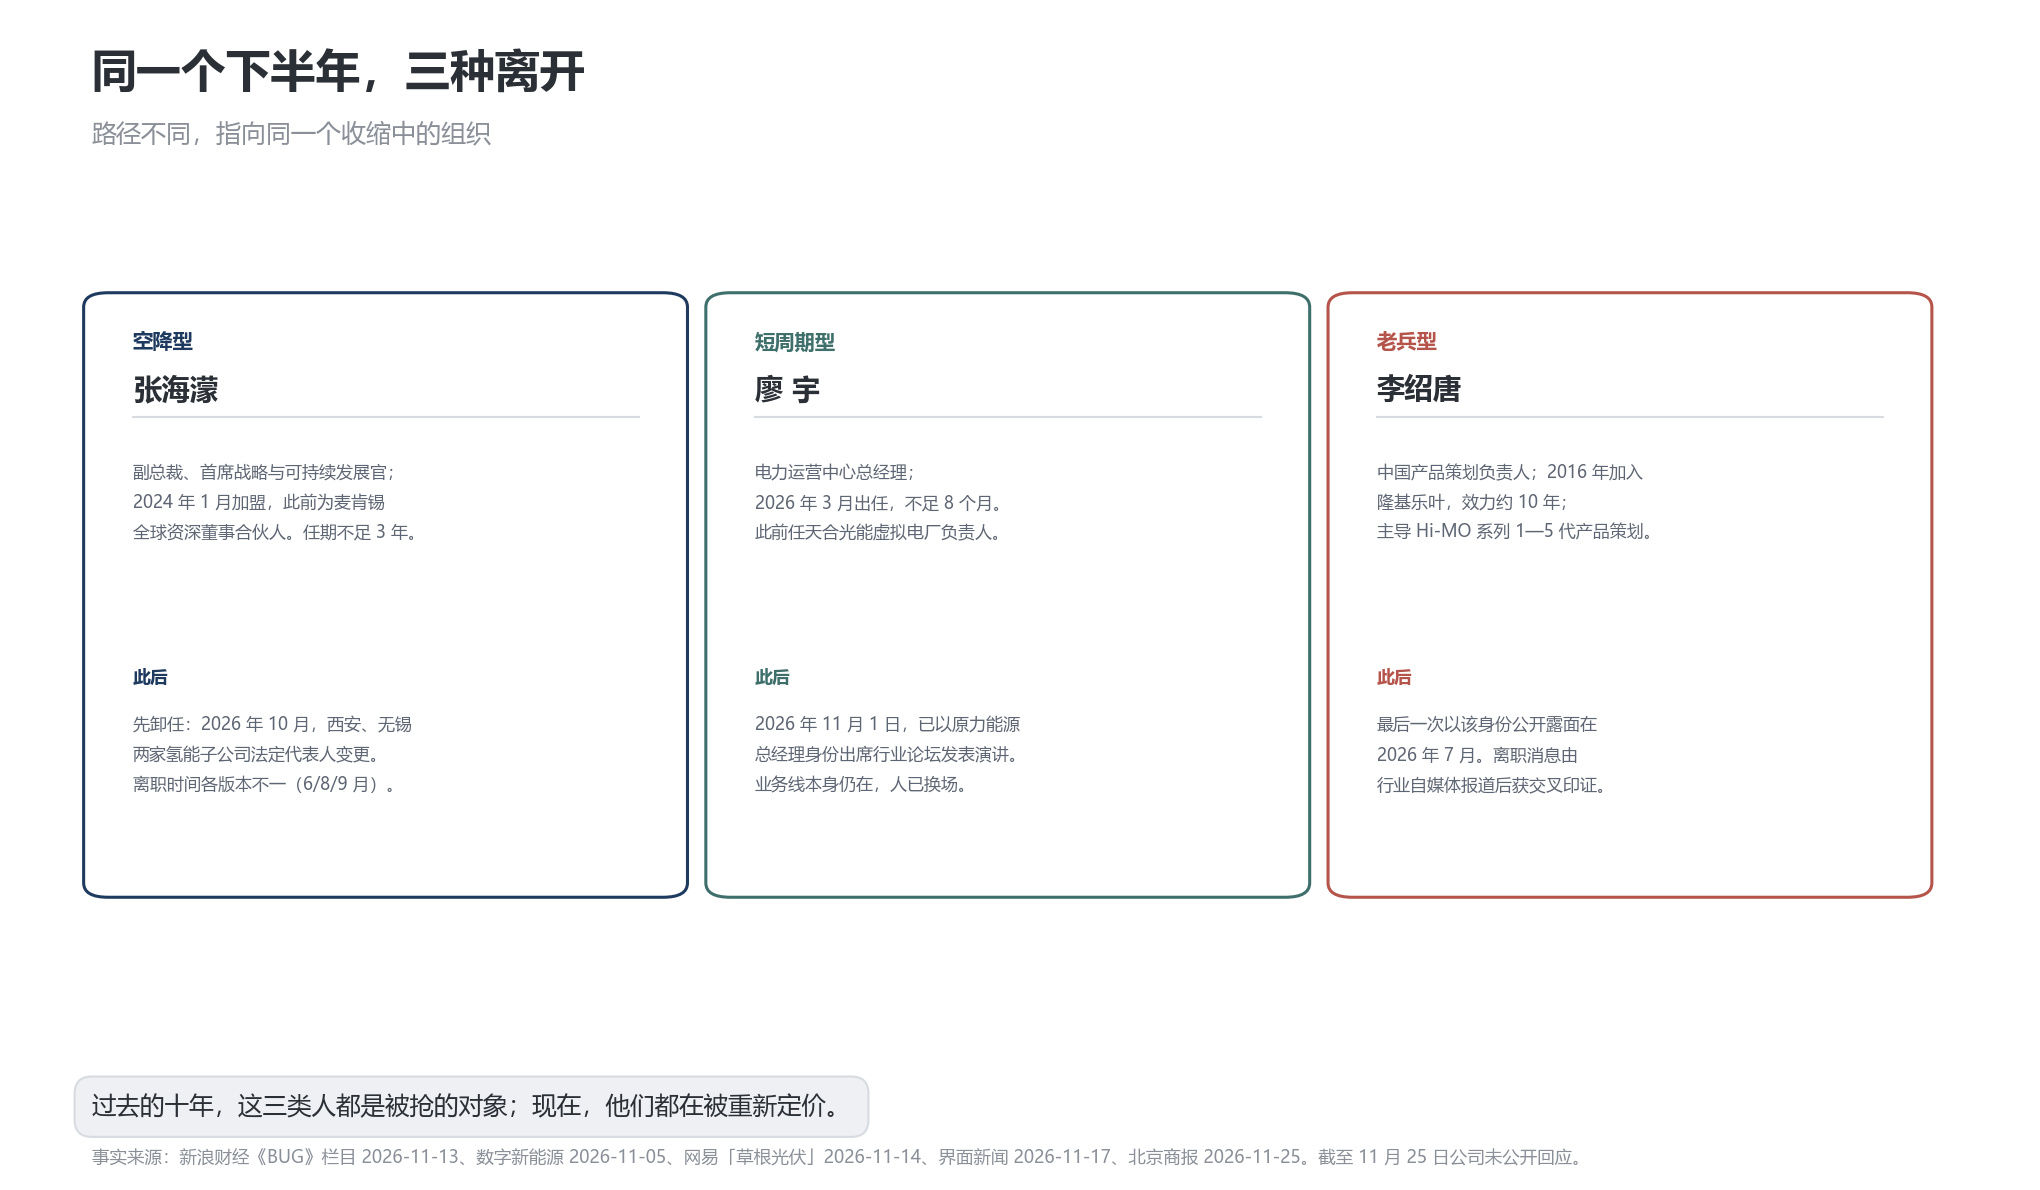 同一个下半年，三种离开
路径不同，指向同一个收缩中的组织
空降型
张海濛
副总裁、首席战略与可持续发展官；
2024 年 1 月加盟，此前为麦肯锡
全球资深董事合伙人。任期不足 3 年。
此后
先卸任：2026 年 10 月，西安、无锡
两家氢能子公司法定代表人变更。
离职时间各版本不一（6/8/9 月）。
短周期型
廖 宇
电力运营中心总经理；
2026 年 3 月出任，不足 8 个月。
此前任天合光能虚拟电厂负责人。
此后
2026 年 11 月 1 日，已以原力能源
总经理身份出席行业论坛发表演讲。
业务线本身仍在，人已换场。
老兵型
李绍唐
中国产品策划负责人；2016 年加入
隆基乐叶，效力约 10 年；
主导 Hi-MO 系列 1—5 代产品策划。
此后
最后一次以该身份公开露面在
2026 年 7 月。离职消息由
行业自媒体报道后获交叉印证。
过去的十年，这三类人都是被抢的对象；现在，他们都在被重新定价。
事实来源：新浪财经《BUG》栏目 2026-11-13、数字新能源 2026-11-05、网易「草根光伏」2026-11-14、界面新闻 2026-11-17、北京商报 2026-11-25。截至 11 月 25 日公司未公开回应。